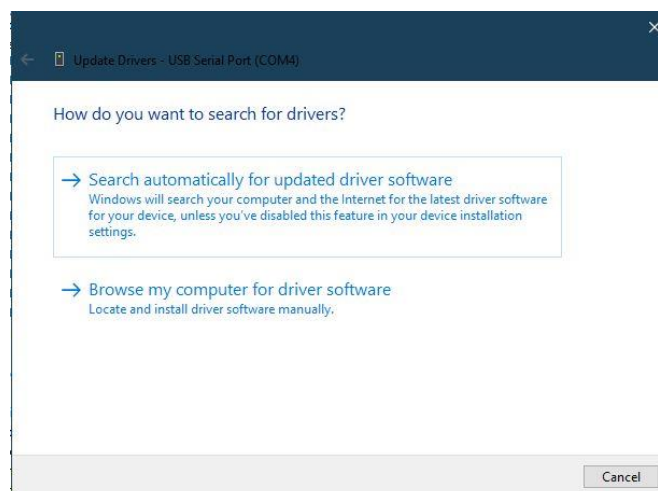 Update Drivers - USB Serial Port (COM4)
How do you want to search for drivers?
Search automatically for updated driver software
Windows will search your computer and the Internet for the latest driver software
for your device, unless you've disabled this feature in your device installation
settings.
Browse my computer for driver software
Locate and install driver software manually.
Cancel